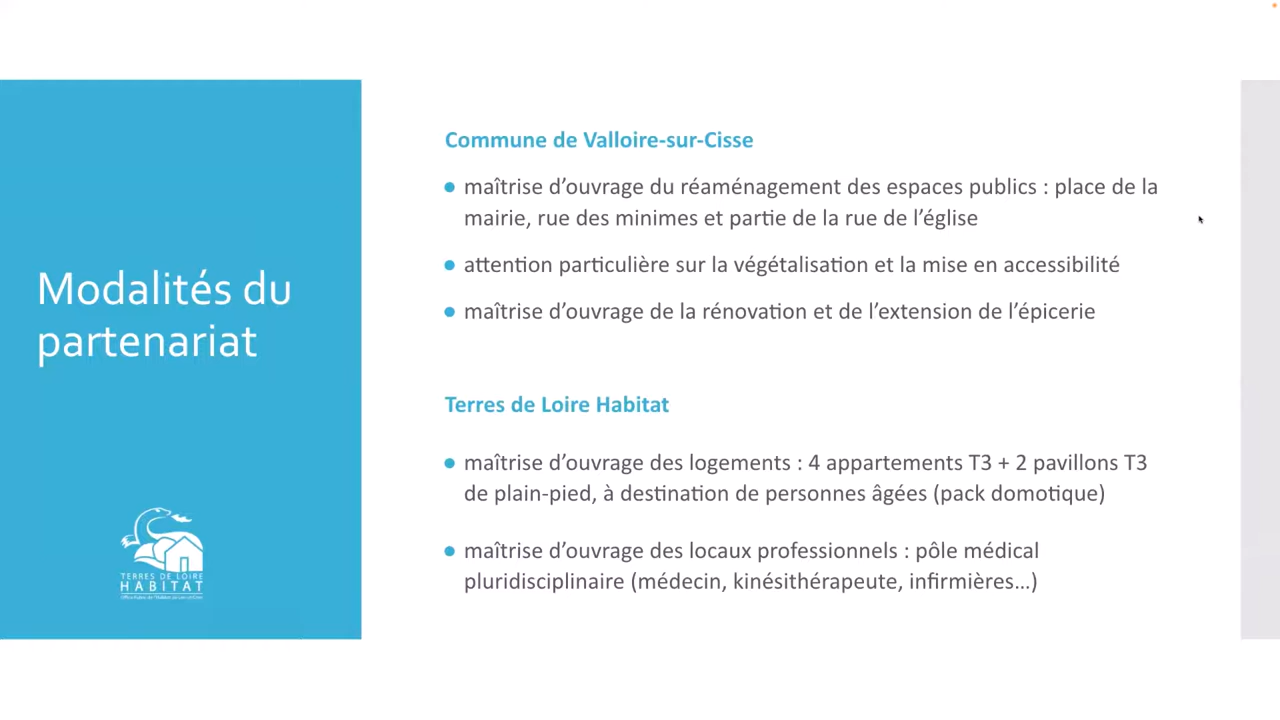 Modalités du
partenariat
TERRES DE LOIRE
HABITAT
Commune de Valloire-sur-Cisse
• maîtrise d’ouvrage du réaménagement des espaces publics : place de la
mairie, rue des minimes et partie de la rue de l’église
• attention particulière sur la végétalisation et la mise en accessibilité
• maîtrise d’ouvrage de la rénovation et de l’extension de l’épicerie
Terres de Loire Habitat
• maîtrise d’ouvrage des logements : 4 appartements T3 + 2 pavillons T3
de plain-pied, à destination de personnes âgées (pack domotique)
• maîtrise d’ouvrage des locaux professionnels : pôle médical
pluridisciplinaire (médecin, kinésithérapeute, infirmières…)